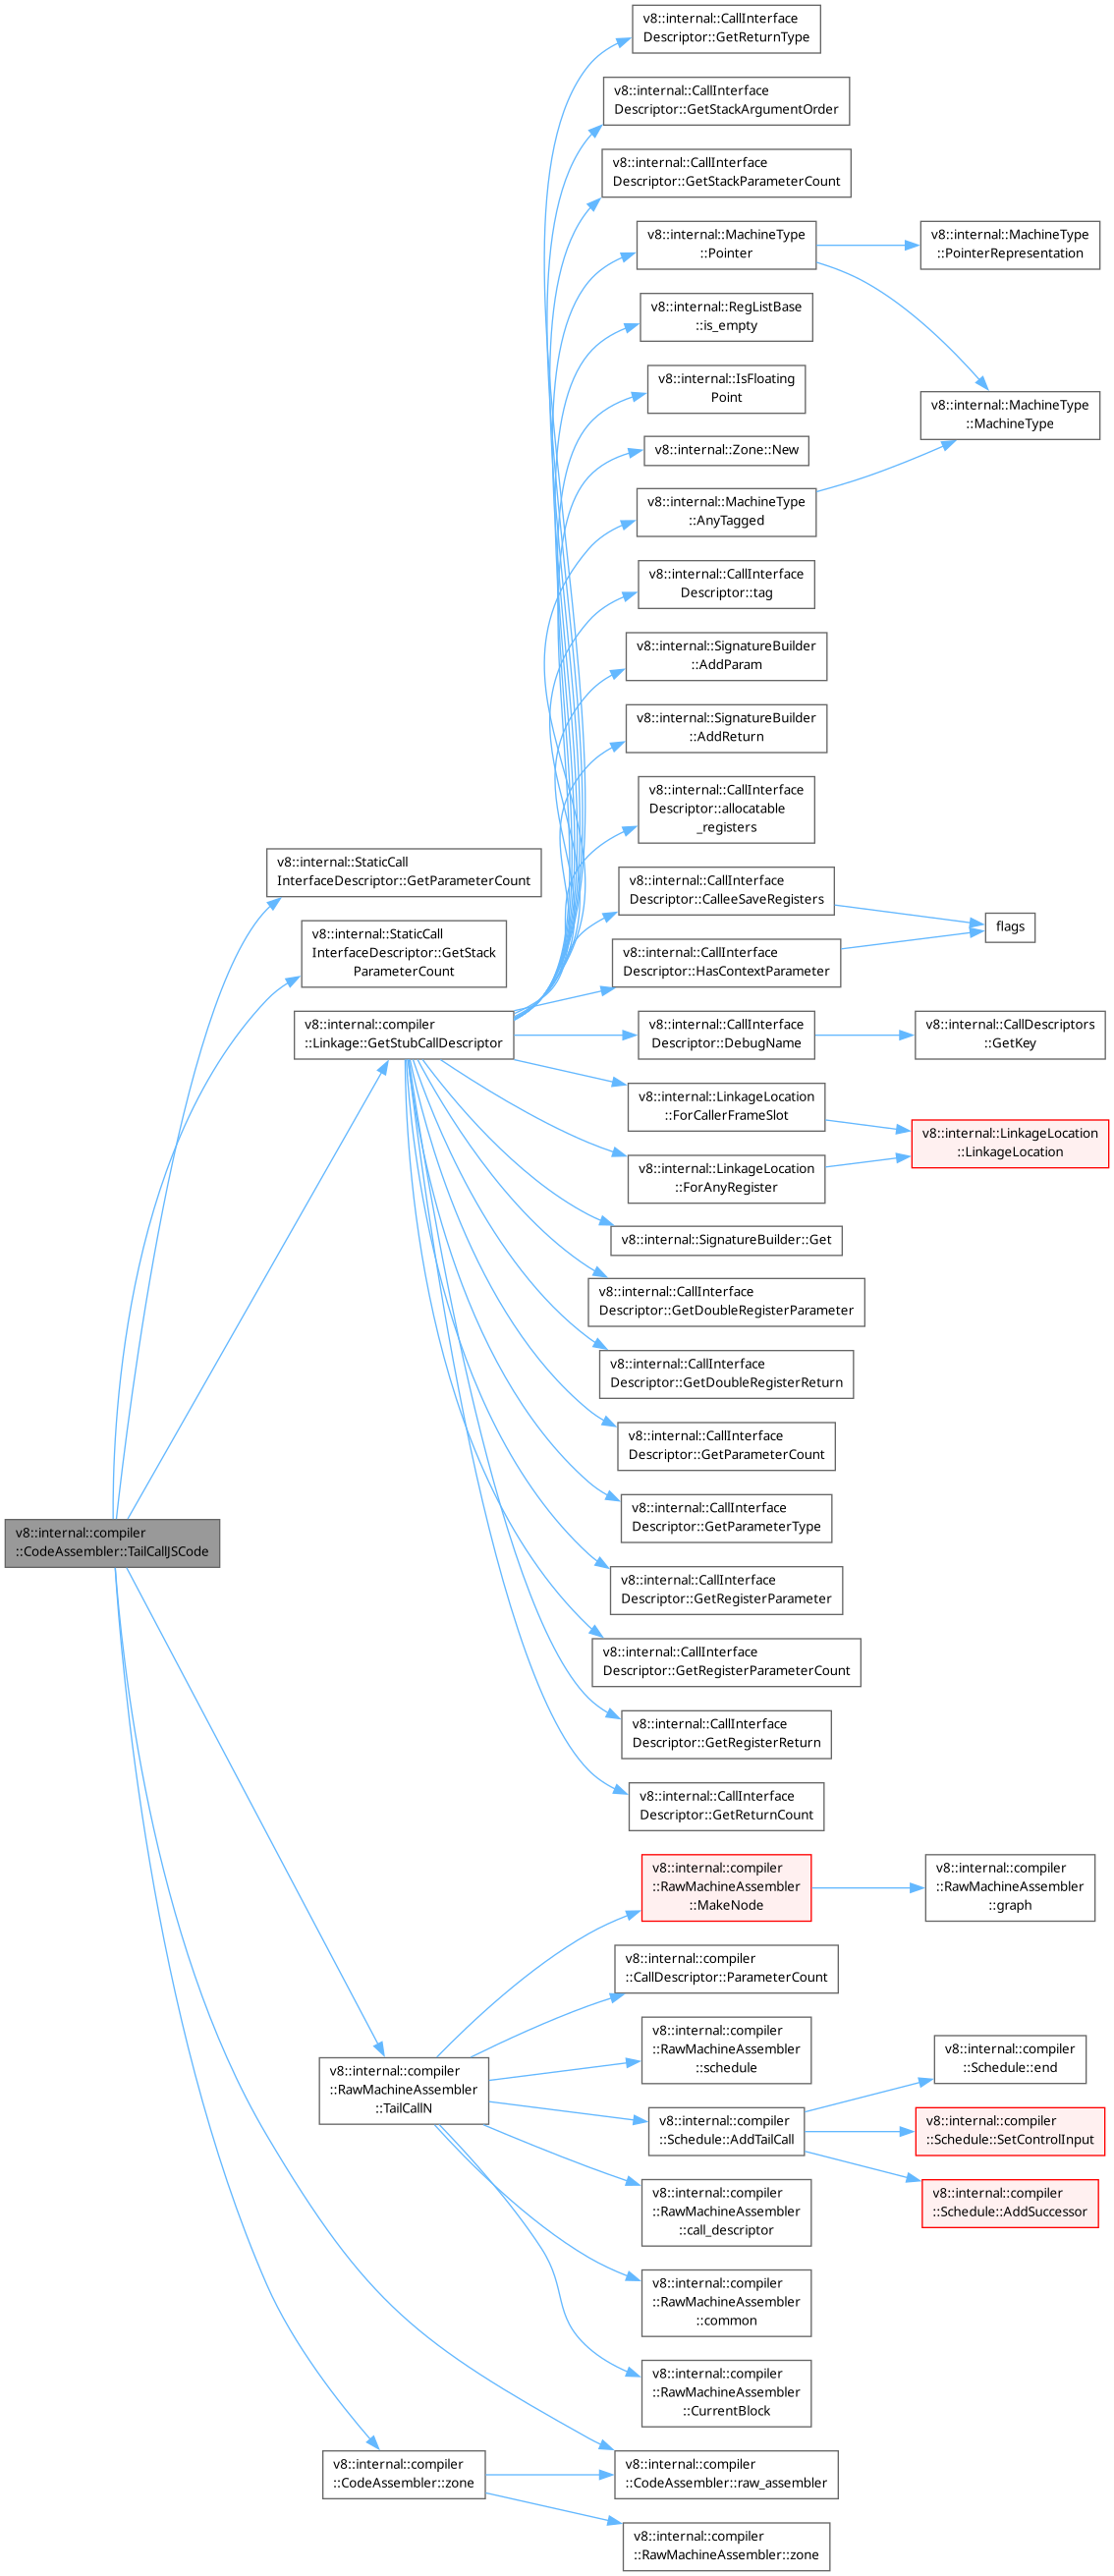 v8::internal::CallInterface
Descriptor::GetReturnType
v8::internal::CallInterface
Descriptor::GetStackArgumentOrder
v8::internal::CallInterface
Descriptor::GetStackParameterCount
v8::internal::MachineType
::Pointer
v8::internal::MachineType
::PointerRepresentation
v8::internal::RegListBase
::is_empty
v8::internal::IsFloating
Point
v8::internal::MachineType
::MachineType
v8::internal::Zone::New
v8::internal::MachineType
::AnyTagged
v8::internal::CallInterface
Descriptor::tag
v8::internal::SignatureBuilder
::AddParam
v8::internal::SignatureBuilder
::AddReturn
v8::internal::CallInterface
Descriptor::allocatable
_registers
v8::internal::StaticCall
InterfaceDescriptor::GetParameterCount
v8::internal::CallInterface
Descriptor::CalleeSaveRegisters
flags
v8::internal::StaticCall
InterfaceDescriptor::GetStack
ParameterCount
v8::internal::CallInterface
Descriptor::HasContextParameter
v8::internal::compiler
::Linkage::GetStubCallDescriptor
v8::internal::CallInterface
Descriptor::DebugName
v8::internal::CallDescriptors
::GetKey
v8::internal::LinkageLocation
::ForCallerFrameSlot
v8::internal::LinkageLocation
::LinkageLocation
v8::internal::LinkageLocation
::ForAnyRegister
v8::internal::SignatureBuilder::Get
v8::internal::CallInterface
Descriptor::GetDoubleRegisterParameter
v8::internal::CallInterface
Descriptor::GetDoubleRegisterReturn
v8::internal::CallInterface
Descriptor::GetParameterCount
v8::internal::CallInterface
Descriptor::GetParameterType
v8::internal::compiler
::CodeAssembler::TailCallJSCode
v8::internal::CallInterface
Descriptor::GetRegisterParameter
v8::internal::CallInterface
Descriptor::GetRegisterParameterCount
v8::internal::CallInterface
Descriptor::GetRegisterReturn
v8::internal::CallInterface
Descriptor::GetReturnCount
v8::internal::compiler
::RawMachineAssembler
::MakeNode
v8::internal::compiler
::RawMachineAssembler
::graph
v8::internal::compiler
::CallDescriptor::ParameterCount
v8::internal::compiler
::RawMachineAssembler
::schedule
v8::internal::compiler
::Schedule::end
v8::internal::compiler
::RawMachineAssembler
::TailCallN
v8::internal::compiler
::Schedule::AddTailCall
v8::internal::compiler
::Schedule::SetControlInput
v8::internal::compiler
::Schedule::AddSuccessor
v8::internal::compiler
::RawMachineAssembler
::call_descriptor
v8::internal::compiler
::RawMachineAssembler
::common
v8::internal::compiler
::RawMachineAssembler
::CurrentBlock
v8::internal::compiler
::CodeAssembler::zone
v8::internal::compiler
::CodeAssembler::raw_assembler
v8::internal::compiler
::RawMachineAssembler::zone